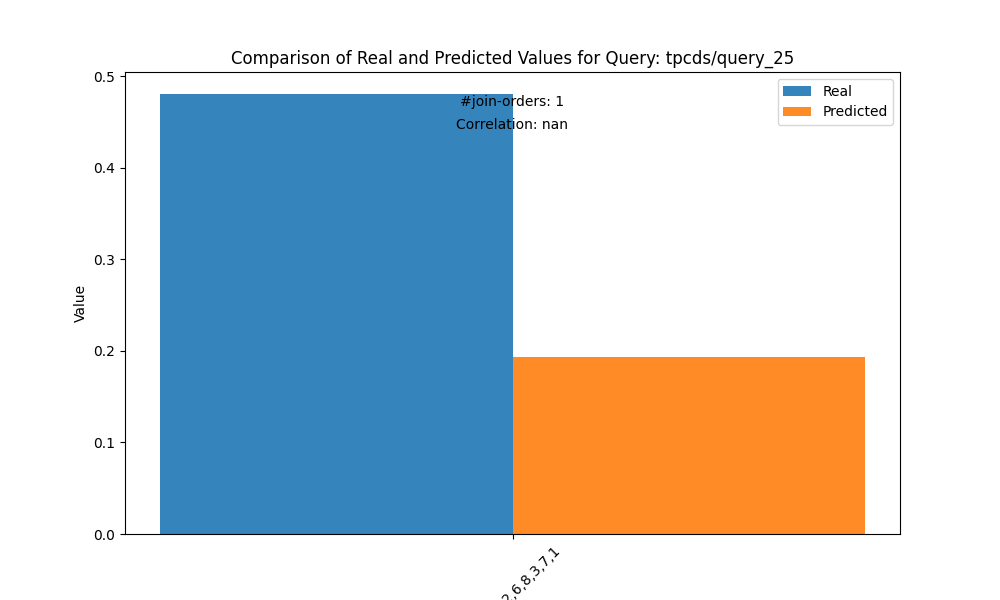 Comparison of Real and Predicted Values for Query: tpcds/query_25
0.5
0.4
0.3
0.2
0.1
0.0
Value
#join-orders: 1
Correlation: nan
Real
Predicted
2,6,8,3,7,1